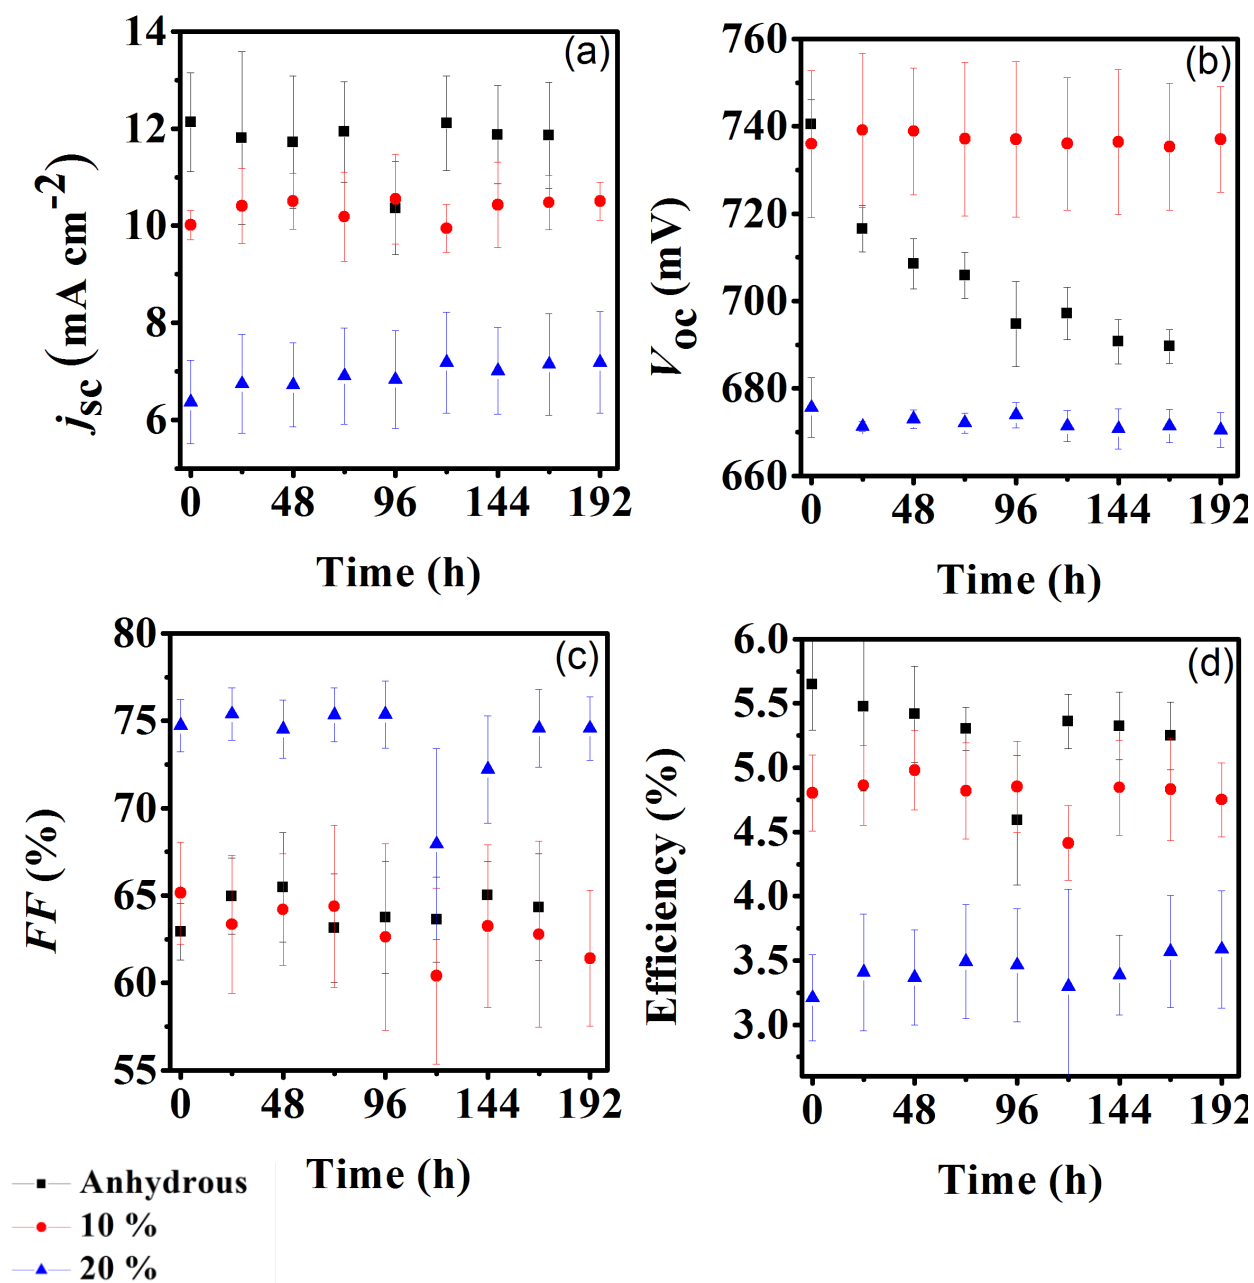 (a)
14
12
10
8
6
j_sc (mA cm⁻²)
0 48 96 144 192
Time (h)
(b)
760
740
720
700
680
660
V_oc (mV)
0 48 96 144 192
Time (h)
(c)
80
75
70
65
60
55
FF (%)
0 48 96 144 192
Time (h)
(d)
6.0
5.5
5.0
4.5
4.0
3.5
3.0
Efficiency (%)
0 48 96 144 192
Time (h)
Anhydrous
10 %
20 %